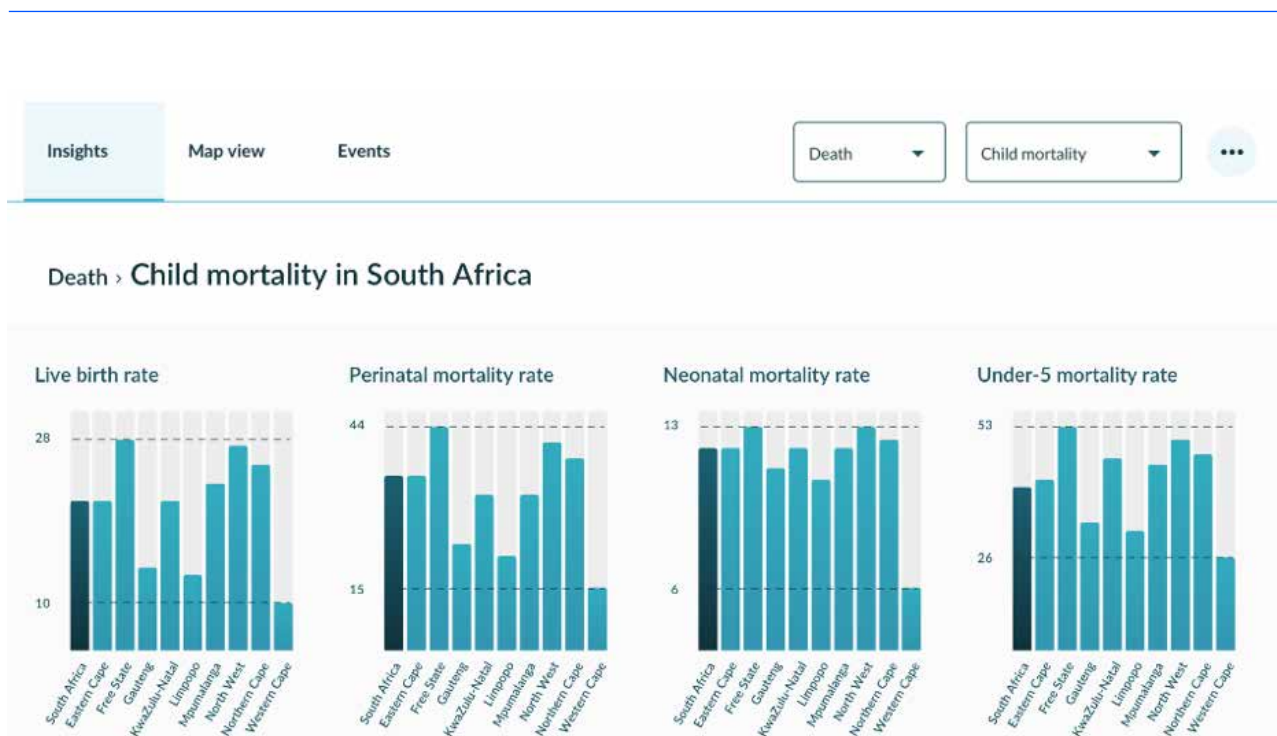 Insights Map view Events Death Child mortality •••
Death › Child mortality in South Africa
Live birth rate
28
10
South Africa
Eastern Cape
Free State
Gauteng
KwaZulu-Natal
Limpopo
Mpumalanga
North West
Northern Cape
Western Cape
Perinatal mortality rate
44
15
South Africa
Eastern Cape
Free State
Gauteng
KwaZulu-Natal
Limpopo
Mpumalanga
North West
Northern Cape
Western Cape
Neonatal mortality rate
13
6
South Africa
Eastern Cape
Free State
Gauteng
KwaZulu-Natal
Limpopo
Mpumalanga
North West
Northern Cape
Western Cape
Under-5 mortality rate
53
26
South Africa
Eastern Cape
Free State
Gauteng
KwaZulu-Natal
Limpopo
Mpumalanga
North West
Northern Cape
Western Cape